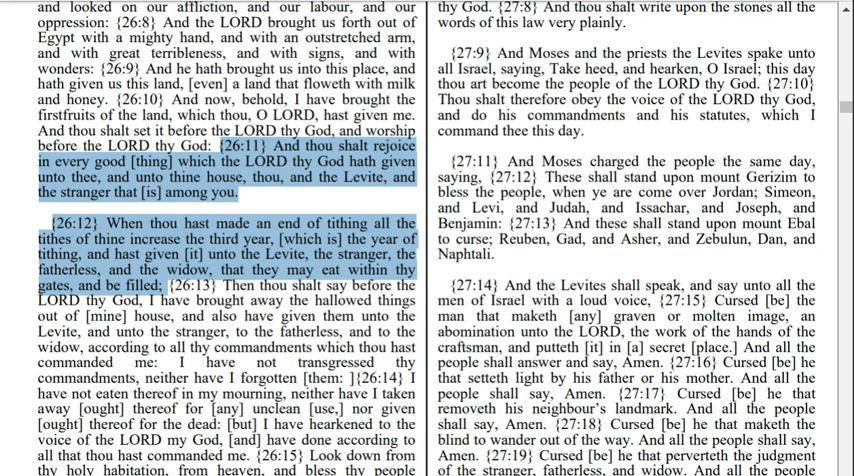 and looked on our affliction, and our labour, and our
oppression: {26:8} And the LORD brought us forth out of
Egypt with a mighty hand, and with an outstretched arm,
and with great terribleness, and with signs, and with
wonders: {26:9} And he hath brought us into this place, and
hath given us this land, [even] a land that floweth with milk
and honey. {26:10} And now, behold, I have brought the
firstfruits of the land, which thou, O LORD, hast given me.
And thou shalt set it before the LORD thy God, and worship
before the LORD thy God: {26:11} And thou shalt rejoice
in every good [thing] which the LORD thy God hath given
unto thee, and unto thine house, thou, and the Levite, and
the stranger that [is] among you.
{26:12} When thou hast made an end of tithing all the
tithes of thine increase the third year, [which is] the year of
tithing, and hast given [it] unto the Levite, the stranger, the
fatherless, and the widow, that they may eat within thy
gates, and be filled; {26:13} Then thou shalt say before the
LORD thy God, I have brought away the hallowed things
out of [mine] house, and also have given them unto the
Levite, and unto the stranger, to the fatherless, and to the
widow, according to all thy commandments which thou hast
commanded me: I have not transgressed thy
commandments, neither have I forgotten [them: ]{26:14} I
have not eaten thereof in my mourning, neither have I taken
away [ought] thereof for [any] unclean [use,] nor given
[ought] thereof for the dead: [but] I have hearkened to the
voice of the LORD my God, [and] have done according to
all that thou hast commanded me. {26:15} Look down from
thy holy habitation, from heaven, and bless thy people
thy God. {27:8} And thou shalt write upon the stones all the
words of this law very plainly.
{27:9} And Moses and the priests the Levites spake unto
all Israel, saying, Take heed, and hearken, O Israel; this day
thou art become the people of the LORD thy God. {27:10}
Thou shalt therefore obey the voice of the LORD thy God,
and do his commandments and his statutes, which I
command thee this day.
{27:11} And Moses charged the people the same day,
saying, {27:12} These shall stand upon mount Gerizim to
bless the people, when ye are come over Jordan; Simeon,
and Levi, and Judah, and Issachar, and Joseph, and
Benjamin: {27:13} And these shall stand upon mount Ebal
to curse; Reuben, Gad, and Asher, and Zebulun, Dan, and
Naphtali.
{27:14} And the Levites shall speak, and say unto all the
men of Israel with a loud voice, {27:15} Cursed [be] the
man that maketh [any] graven or molten image, an
abomination unto the LORD, the work of the hands of the
craftsman, and putteth [it] in [a] secret [place.] And all the
people shall answer and say, Amen. {27:16} Cursed [be] he
that setteth light by his father or his mother. And all the
people shall say, Amen. {27:17} Cursed [be] he that
removeth his neighbour's landmark. And all the people
shall say, Amen. {27:18} Cursed [be] he that maketh the
blind to wander out of the way. And all the people shall say,
Amen. {27:19} Cursed [be] he that perverteth the judgment
of the stranger, fatherless, and widow. And all the people